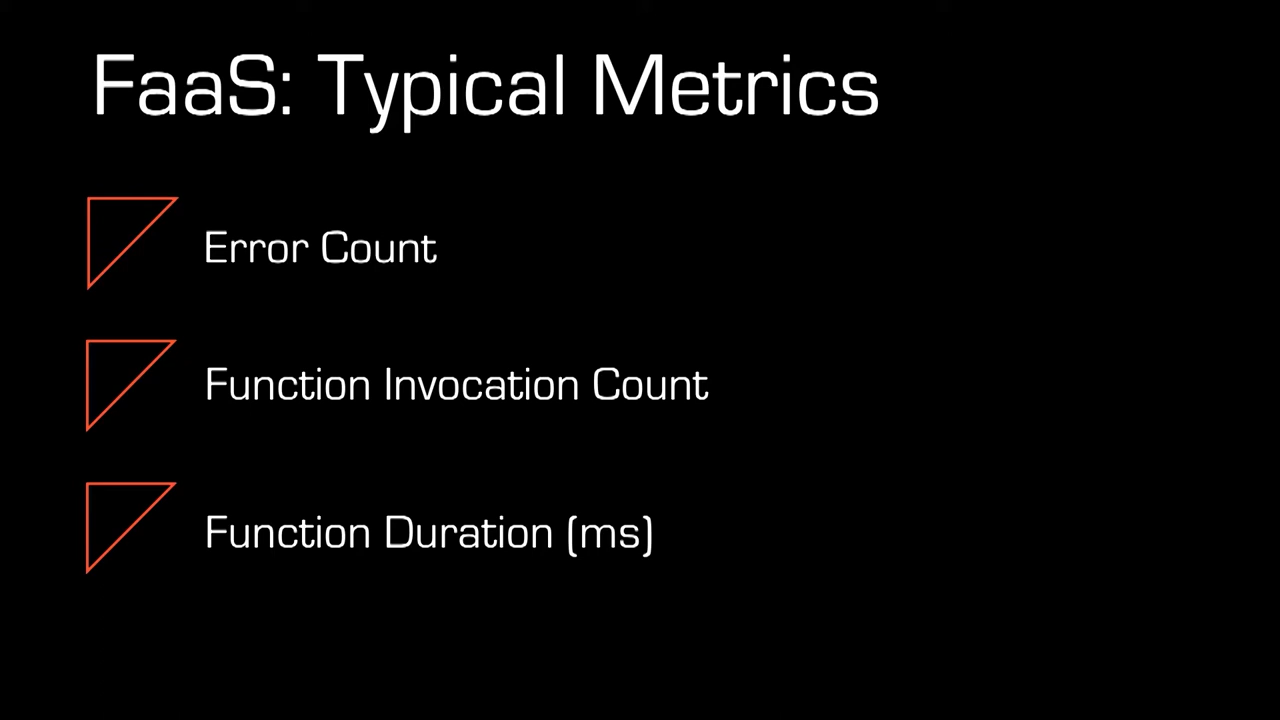 FaaS: Typical Metrics
Error Count
Function Invocation Count
Function Duration (ms)